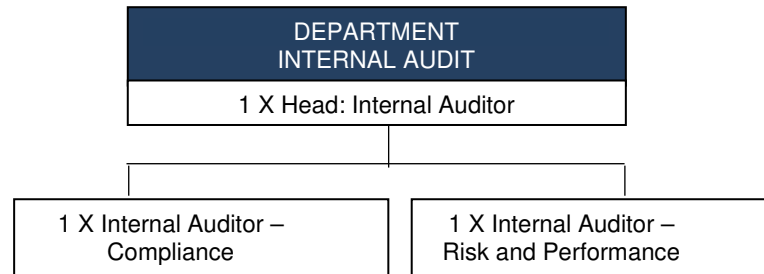 DEPARTMENT
INTERNAL AUDIT
1 X Head: Internal Auditor
1 X Internal Auditor –
Compliance
1 X Internal Auditor –
Risk and Performance